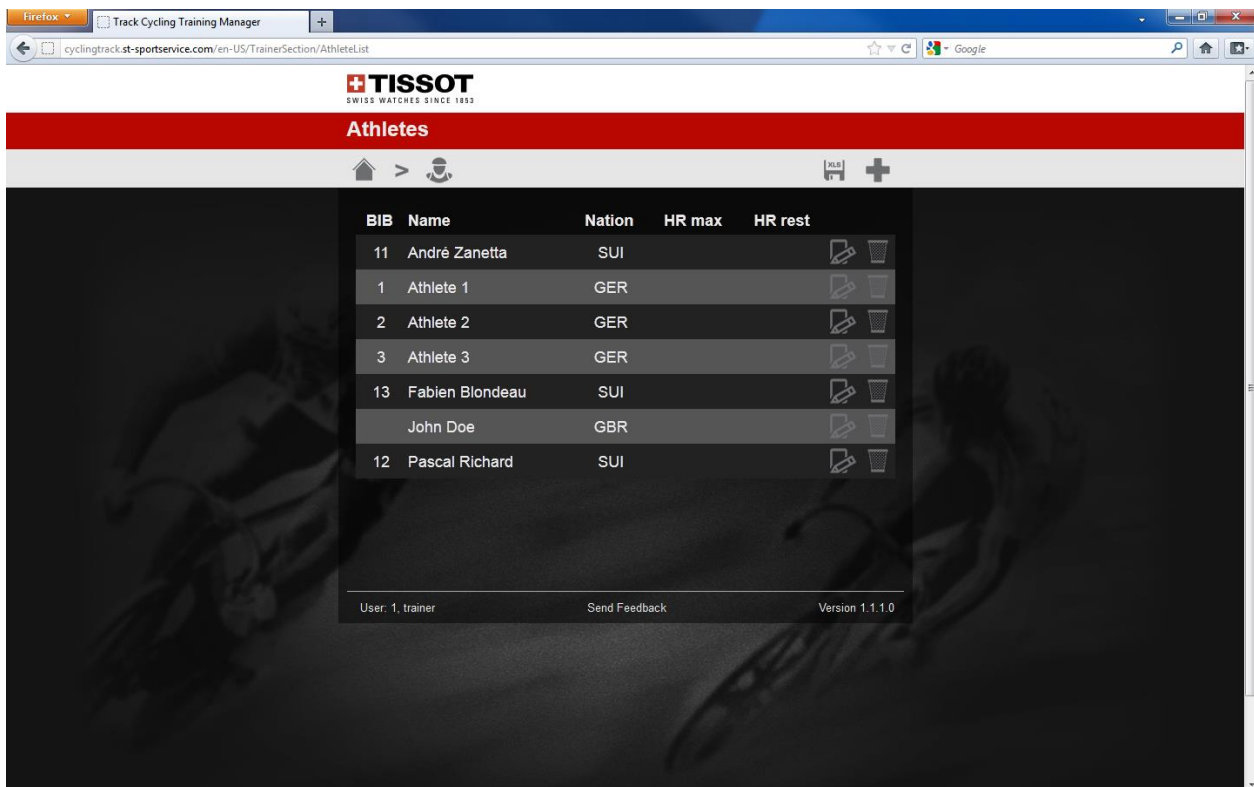 Firefox
Track Cycling Training Manager
cyclingtrack.st-sportservice.com/en-US/TrainerSection/AthleteList
Google
TISSOT
SWISS WATCHES SINCE 1853
Athletes
> XLS
BIB Name Nation HR max HR rest
11 André Zanetta SUI
1 Athlete 1 GER
2 Athlete 2 GER
3 Athlete 3 GER
13 Fabien Blondeau SUI
John Doe GBR
12 Pascal Richard SUI
User: 1, trainer Send Feedback Version 1.1.1.0